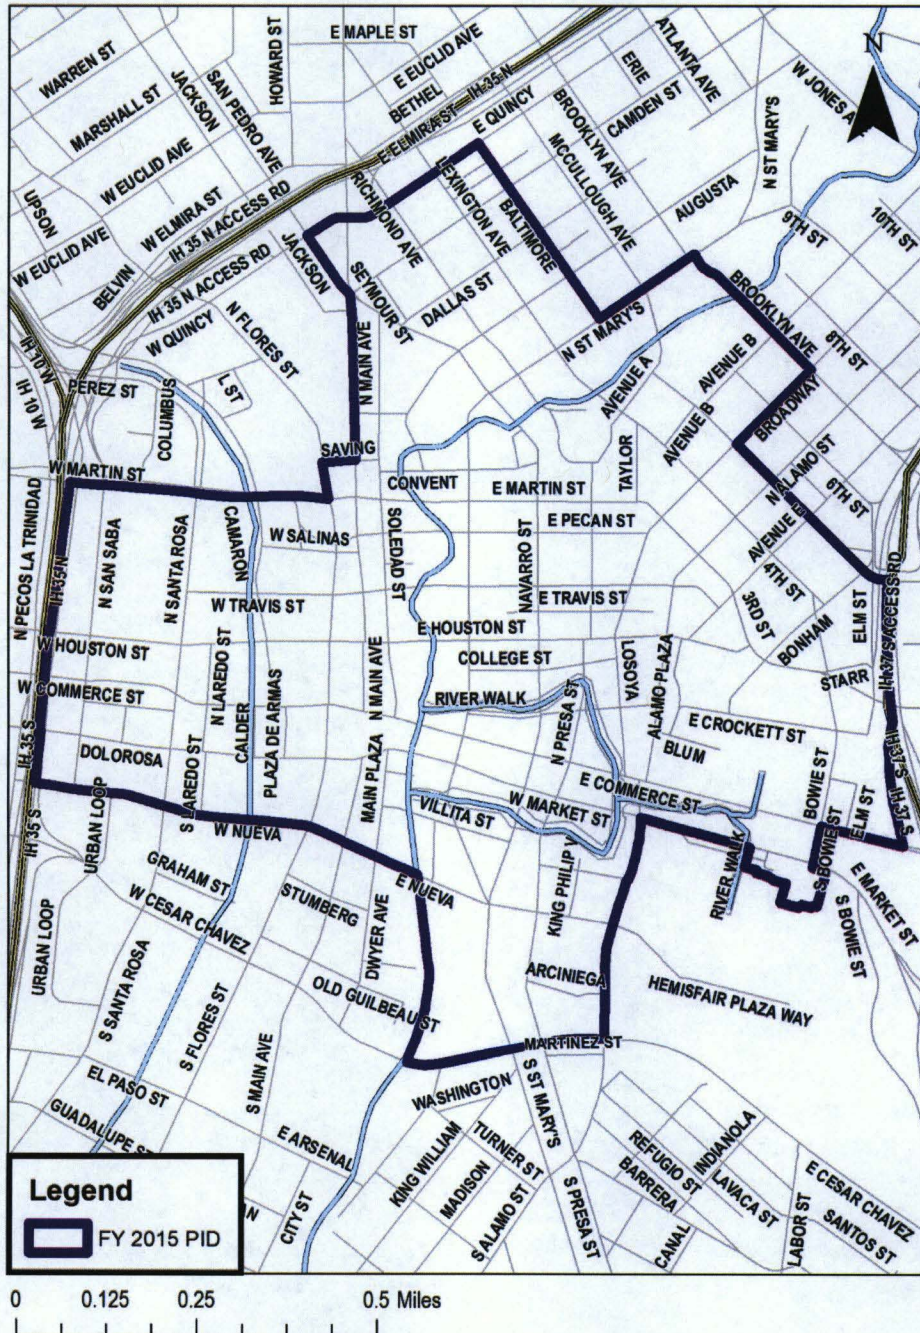 N
WARREN ST
JACKSON
SAN PEDRO AVE
HOWARD ST
E MAPLE ST
E EUCLID AVE
BETHEL
IH 35 N
E ELMIRA ST
E QUINCY
ERIE
ATLANTA AVE
CAMDEN ST
BROOKLYN AVE
MCCULLOUGH AVE
N ST MARYS
MARSHALL ST
W EUCLID AVE
UPSON
W ELMIRA ST
IH 35 N ACCESS RD
RICHMOND AVE
LEXINGTON AVE
BALTIMORE
AUGUSTA
9TH ST
10TH ST
W EUCLID AVE
BELVIN
IH 35 N ACCESS RD
JACKSON
SEYMOUR ST
DALLAS ST
N ST MARY'S
BROOKLYN AVE
8TH ST
W QUINCY
N FLORES ST
IH 10 W
IH 10 W
PEREZ ST
COLUMBUS
L ST
N MAIN AVE
AVENUE A
AVENUE B
AVENUE B
BROADWAY
SAVING
W MARTIN ST
CONVENT
E MARTIN ST
TAYLOR
N ALAMO ST
6TH ST
N PECOS LA TRINIDAD
IH 35 N
N SAN SABA
N SANTA ROSA
CAMARON
W SALINAS
SOLEDAD ST
NAVARRO ST
E PECAN ST
AVENUE E
4TH ST
3RD ST
BONHAM
ELM ST
IH 37 S ACCESS RD
W TRAVIS ST
E TRAVIS ST
W HOUSTON ST
E HOUSTON ST
COLLEGE ST
LOSOYA
ALAMO PLAZA
STARR
W COMMERCE ST
N LAREDO ST
CALDER
PLAZA DE ARMAS
N MAIN AVE
RIVER WALK
N PRESA ST
E CROCKETT ST
BLUM
IH 35 S
DOLOROSA
S LAREDO ST
MAIN PLAZA
VILLITA ST
W MARKET ST
E COMMERCE ST
BOWIE ST
ELM ST
IH 37 S
IH 37 S
IH 35 S
URBAN LOOP
W NUEVA
E NUEVA
KING PHILIP V
RIVER WALK
S BOWIE ST
E MARKET ST
S BOWIE ST
GRAHAM ST
W CESAR CHAVEZ
STUMBERG
DWYER AVE
URBAN LOOP
S SANTA ROSA
S FLORES ST
OLD GUILBEAU ST
ARCINIEGA
HEMISFAIR PLAZA WAY
MARTINEZ ST
EL PASO ST
S MAIN AVE
WASHINGTON
S ST MARY'S
GUADALUPE ST
E ARSENAL
KING WILLIAM
TURNER ST
MADISON
S ALAMO ST
CITY ST
S PRESA ST
REFUGIO ST
BARRERA
INDIANOLA
LAVACA ST
CANAL
LABOR ST
E CESAR CHAVEZ
SANTOS ST
Legend
FY 2015 PID
0 0.125 0.25 0.5 Miles